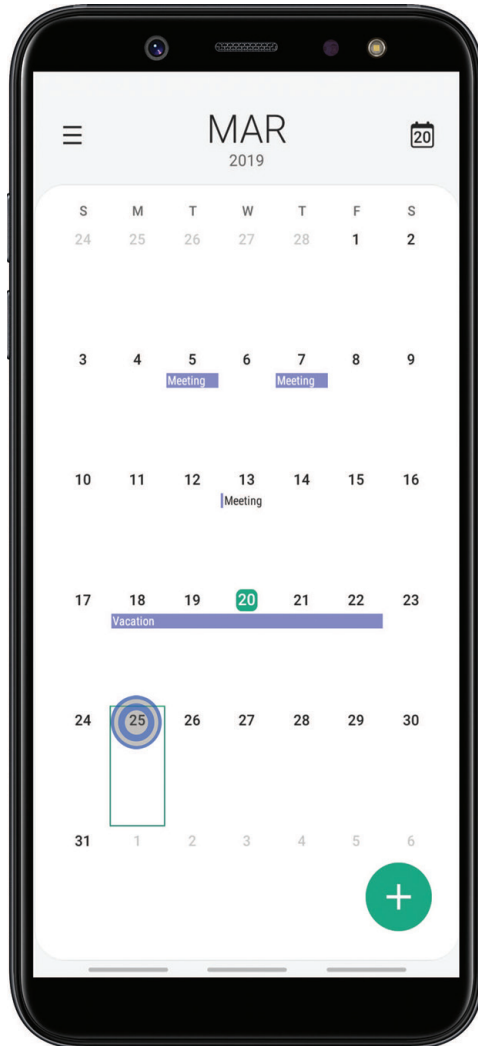 MAR
20
2019
S M T W T F S
24 25 26 27 28 1 2
3 4 5 6 7 8 9
Meeting Meeting
10 11 12 13 14 15 16
Meeting
17 18 19 20 21 22 23
Vacation
24 25 26 27 28 29 30
31 1 2 3 4 5 6